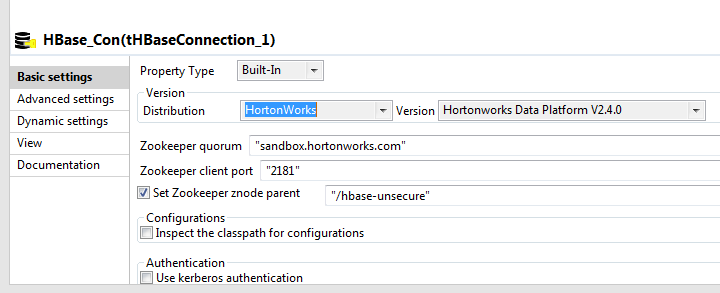 HBase_Con(tHBaseConnection_1)
Basic settings
Advanced settings
Dynamic settings
View
Documentation
Property Type Built-In
Version
Distribution HortonWorks Version Hortonworks Data Platform V2.4.0
Zookeeper quorum "sandbox.hortonworks.com"
Zookeeper client port "2181"
Set Zookeeper znode parent "/hbase-unsecure"
Configurations
Inspect the classpath for configurations
Authentication
Use kerberos authentication